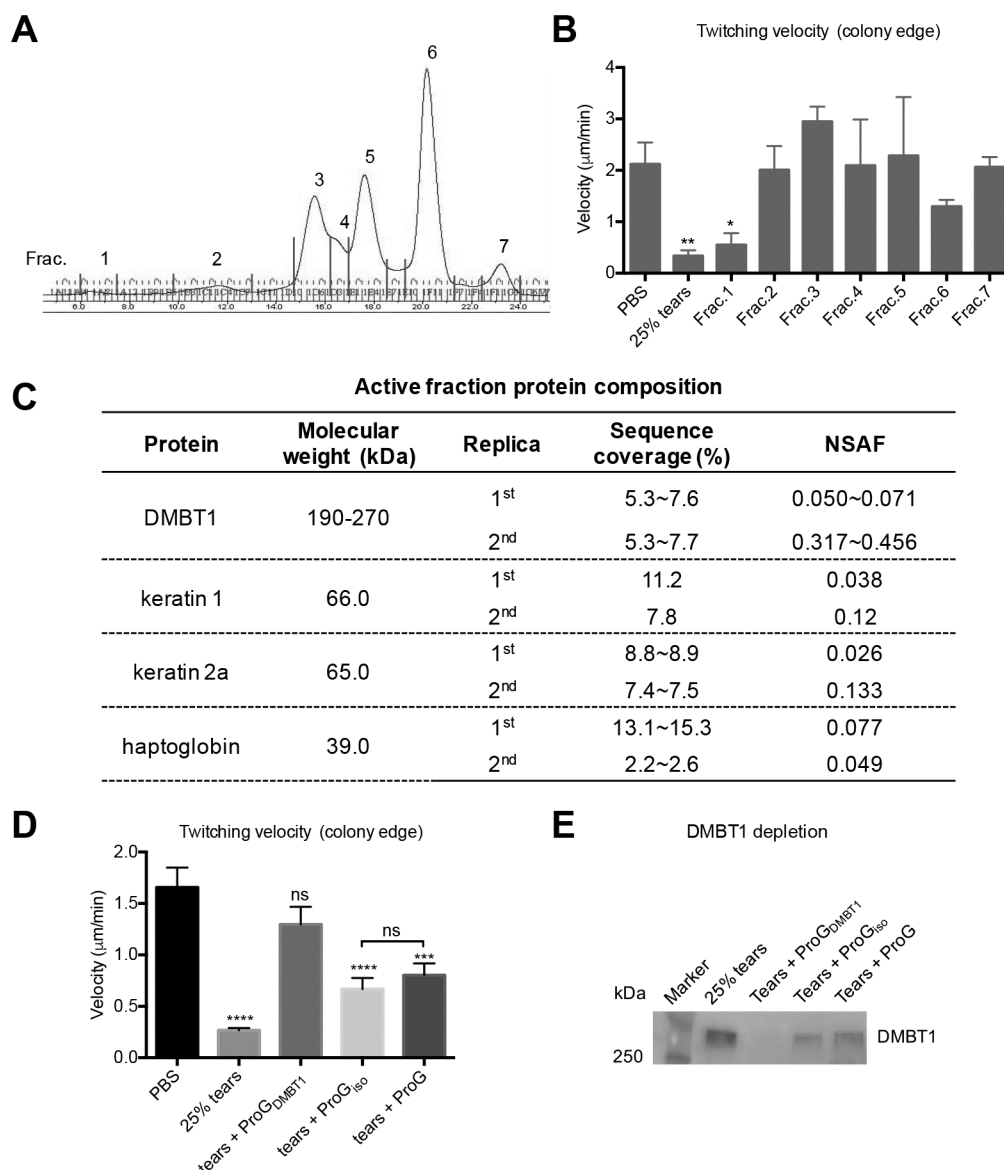 A
Frac.
1
2
3
4
5
6
7
6.0
8.0
10.0
12.0
14.0
16.0
18.0
20.0
22.0
24.0
B
Twitching velocity (colony edge)
Velocity (µm/min)
4
3
2
1
0
**
*
PBS
25% tears
Frac.1
Frac.2
Frac.3
Frac.4
Frac.5
Frac.6
Frac.7
C
Active fraction protein composition
Protein Molecular weight (kDa) Replica Sequence coverage (%) NSAF
DMBT1 190-270 1st 5.3~7.6 0.050~0.071
2nd 5.3~7.7 0.317~0.456
keratin 1 66.0 1st 11.2 0.038
2nd 7.8 0.12
keratin 2a 65.0 1st 8.8~8.9 0.026
2nd 7.4~7.5 0.133
haptoglobin 39.0 1st 13.1~15.3 0.077
2nd 2.2~2.6 0.049
D
Twitching velocity (colony edge)
Velocity (µm/min)
2.0
1.5
1.0
0.5
0.0
****
ns
****
ns
***
PBS
25% tears
tears + ProGDMBT1
tears + ProGiso
tears + ProG
E
DMBT1 depletion
kDa
Marker
25% tears
Tears + ProGDMBT1
Tears + ProGiso
Tears + ProG
250
DMBT1